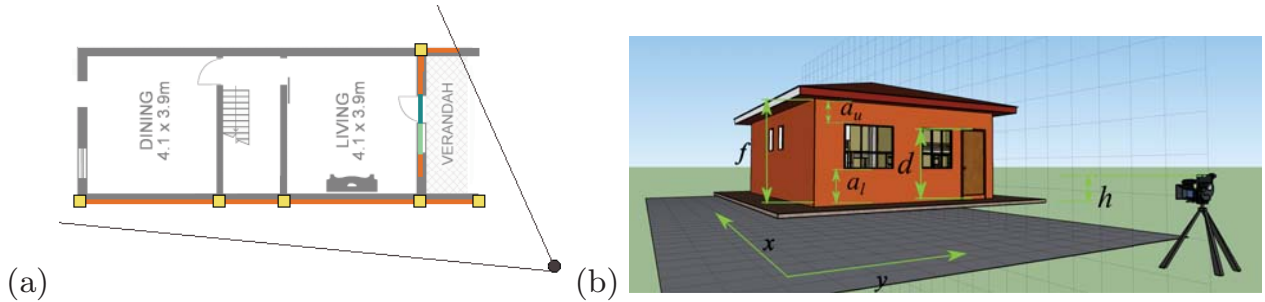 DINING
4.1 x 3.9m
LIVING
4.1 x 3.9m
VERANDAH
(a)
a_u
f
d
a_l
h
x
y
(b)